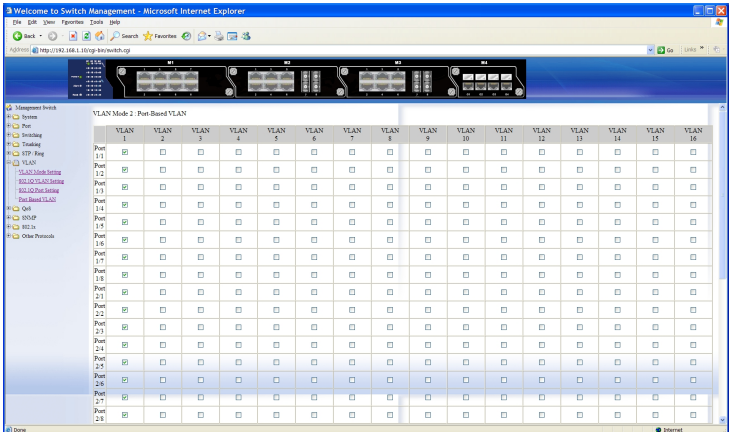 Welcome to Switch Management - Microsoft Internet Explorer
File Edit View Favorites Tools Help
Back Search Favorites
Address http://192.168.1.10/cgi-bin/switch.cgi Go Links
M1 M2 M3 M4
Management Switch
System
Port
Switching
Trunking
STP / Ring
VLAN
VLAN Mode Setting
802.1Q VLAN Setting
802.1Q Port Setting
Port Based VLAN
QoS
SNMP
802.1x
Other Protocols
VLAN Mode 2 : Port-Based VLAN
VLAN 1 VLAN 2 VLAN 3 VLAN 4 VLAN 5 VLAN 6 VLAN 7 VLAN 8 VLAN 9 VLAN 10 VLAN 11 VLAN 12 VLAN 13 VLAN 14 VLAN 15 VLAN 16
Port 1/1
Port 1/2
Port 1/3
Port 1/4
Port 1/5
Port 1/6
Port 1/7
Port 1/8
Port 2/1
Port 2/2
Port 2/3
Port 2/4
Port 2/5
Port 2/6
Port 2/7
Port 2/8
Done Internet